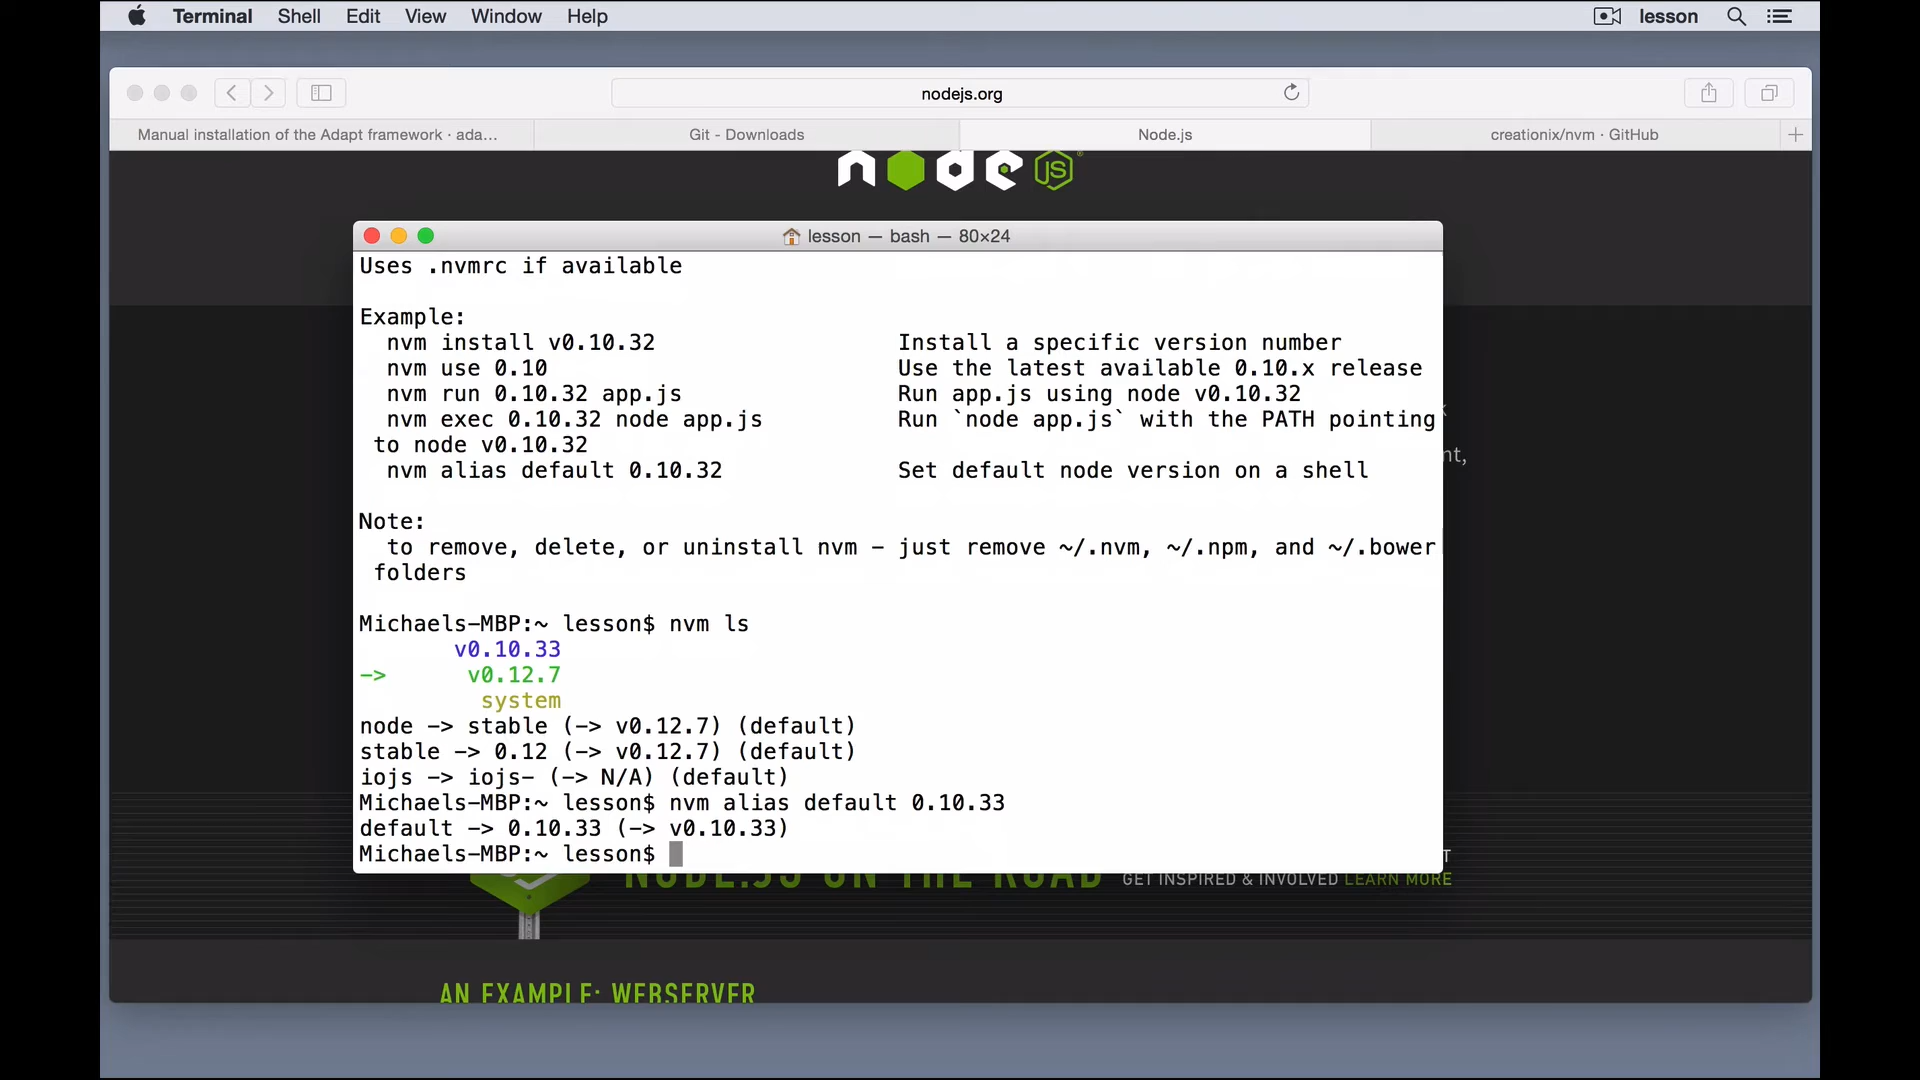 Terminal Shell Edit View Window Help lesson
nodejs.org
Manual installation of the Adapt framework · ada... Git - Downloads Node.js creationix/nvm · GitHub
node JS
lesson — bash — 80×24
Uses .nvmrc if available
Example:
nvm install v0.10.32 Install a specific version number
nvm use 0.10 Use the latest available 0.10.x release
nvm run 0.10.32 app.js Run app.js using node v0.10.32
nvm exec 0.10.32 node app.js Run `node app.js` with the PATH pointing
to node v0.10.32
nvm alias default 0.10.32 Set default node version on a shell
Note:
to remove, delete, or uninstall nvm - just remove ~/.nvm, ~/.npm, and ~/.bower
folders
Michaels-MBP:~ lesson$ nvm ls
v0.10.33
-> v0.12.7
system
node -> stable (-> v0.12.7) (default)
stable -> 0.12 (-> v0.12.7) (default)
iojs -> iojs- (-> N/A) (default)
Michaels-MBP:~ lesson$ nvm alias default 0.10.33
default -> 0.10.33 (-> v0.10.33)
Michaels-MBP:~ lesson$
nt,
NODE.JS ON THE ROAD
GET INSPIRED & INVOLVED LEARN MORE
AN EXAMPLE: WEBSERVER